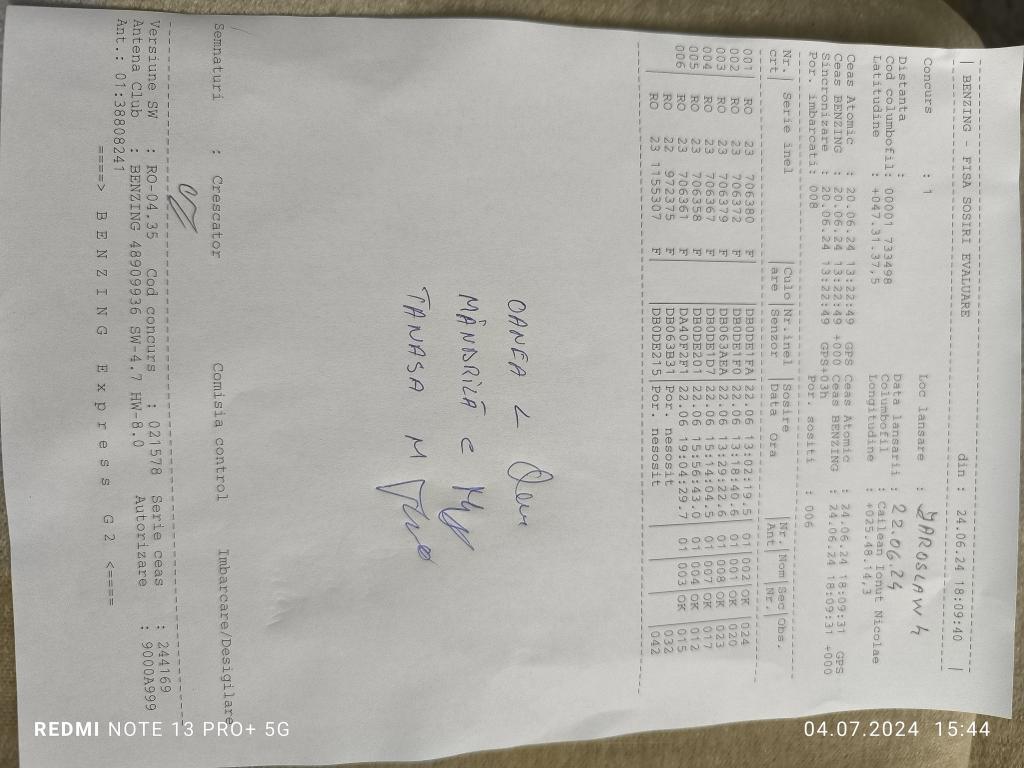 | BENZING - FISA SOSIRI EVALUARE din : 24.06.24 18:09:40 |
Concurs : 1 Loc lansare : JAROSLAW 4
Distanta : Data lansarii : 22.06.24
Cod columbofil: 00001 733498 Columbofil : Cailean Ionut Nicolae
Latitudine : +047.31.37,5 Longitudine : +025.48.14,3
Ceas Atomic : 20.06.24 13:22:49 GPS Ceas Atomic : 24.06.24 18:09:31 GPS
Ceas BENZING : 20.06.24 13:22:49 +000 Ceas BENZING : 24.06.24 18:09:31 +000
Sincronizare : 20.06.24 13:22:49 GPS+03h
Por. imbarcati: 008 Por. sositi : 006
Nr.| Serie inel |Culo|Nr.inel |Sosire |Nr.|Nom|Sec|Obs.
crt| |are |Senzor |Data Ora |Ant| |Nr.|
001 RO 23 706380 F DB0DE1FA 22.06 13:02:19.5 01 002 OK 024
002 RO 23 706372 F DB0DE1F0 22.06 13:18:40.6 01 001 OK 020
003 RO 23 706379 F DB063AEA 22.06 13:29:22.6 01 008 OK 023
004 RO 23 706367 F DB0DE1D7 22.06 15:14:04.5 01 007 OK 017
005 RO 23 706358 F DB0DE201 22.06 15:56:43.0 01 004 OK 012
006 RO 23 706361 F DA40F2F1 22.06 19:04:29.7 01 003 OK 015
RO 22 972375 F DB063B31 Por. nesosit 032
RO 23 1155307 F DB0DE215 Por. nesosit 042
OANEA L
MÂNDRILĂ C
TANASA M
Semnaturi : Crescator Comisia control Imbarcare/Desigilare
Versiune SW : RO-04.35 Cod concurs : 021578 Serie ceas : 244169
Antena Club : BENZING 48909936 SW-4.7 HW-8.0 Autorizare : 9000A999
Ant.: 01:38808241
====> B E N Z I N G E x p r e s s G 2 <====
REDMI NOTE 13 PRO+ 5G
04.07.2024 15:44